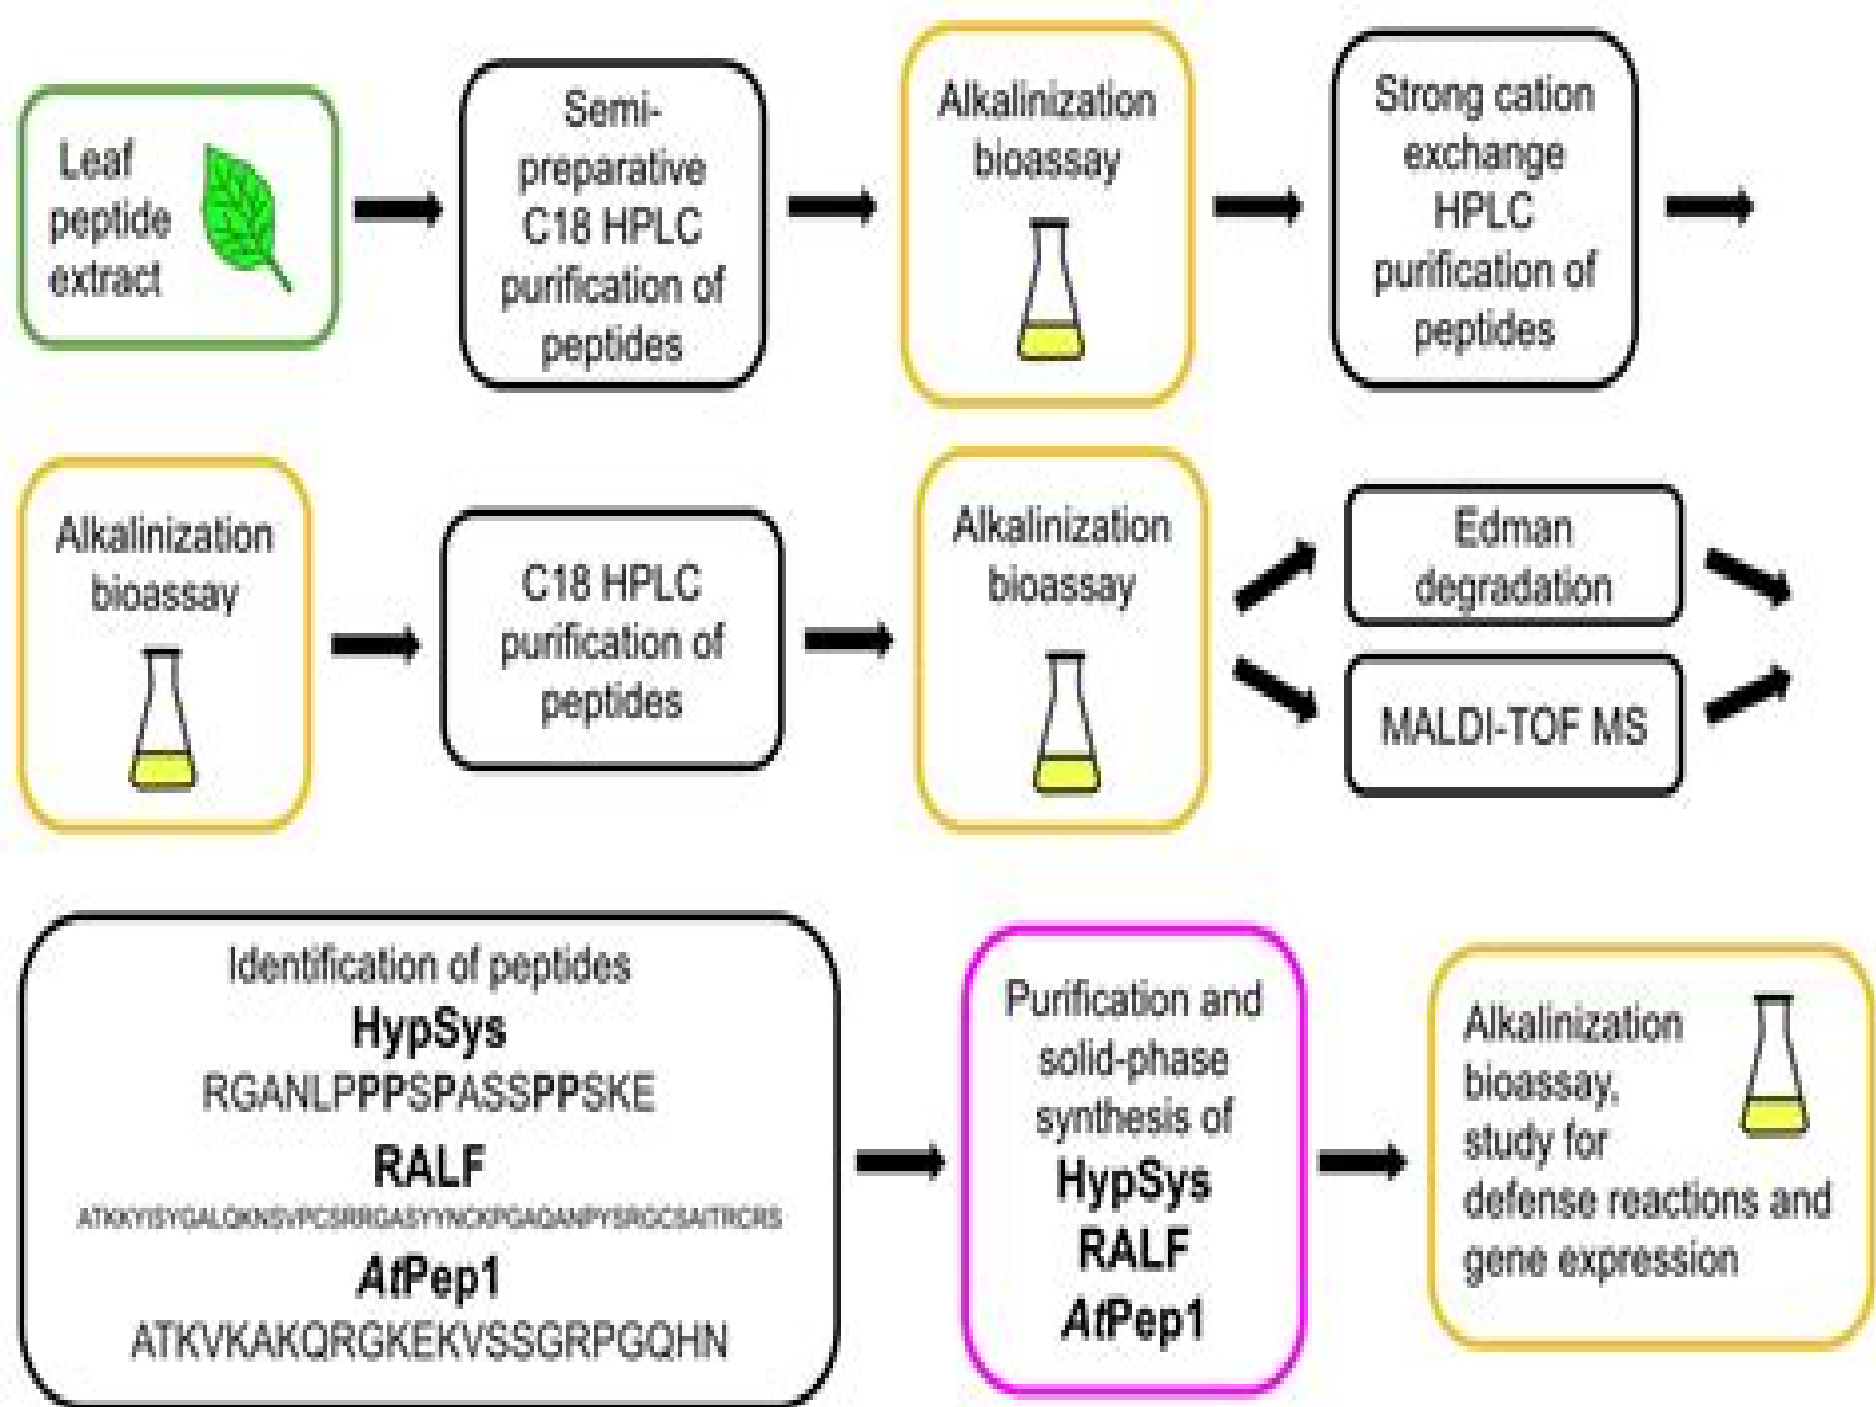 Leaf
peptide
extract
Semi-
preparative
C18 HPLC
purification of
peptides
Alkalinization
bioassay
Strong cation
exchange
HPLC
purification of
peptides
Alkalinization
bioassay
C18 HPLC
purification of
peptides
Alkalinization
bioassay
Edman
degradation
MALDI-TOF MS
Identification of peptides
HypSys
RGANLPPPSPASSPPSKE
RALF
ATKKYISYGALQKNSVPCSRRGASYYNCKPGAQANPYSRGCSAITRCRS
AtPep1
ATKVKAKQRGKEKVSSGRPGQHN
Purification and
solid-phase
synthesis of
HypSys
RALF
AtPep1
Alkalinization
bioassay,
study for
defense reactions and
gene expression